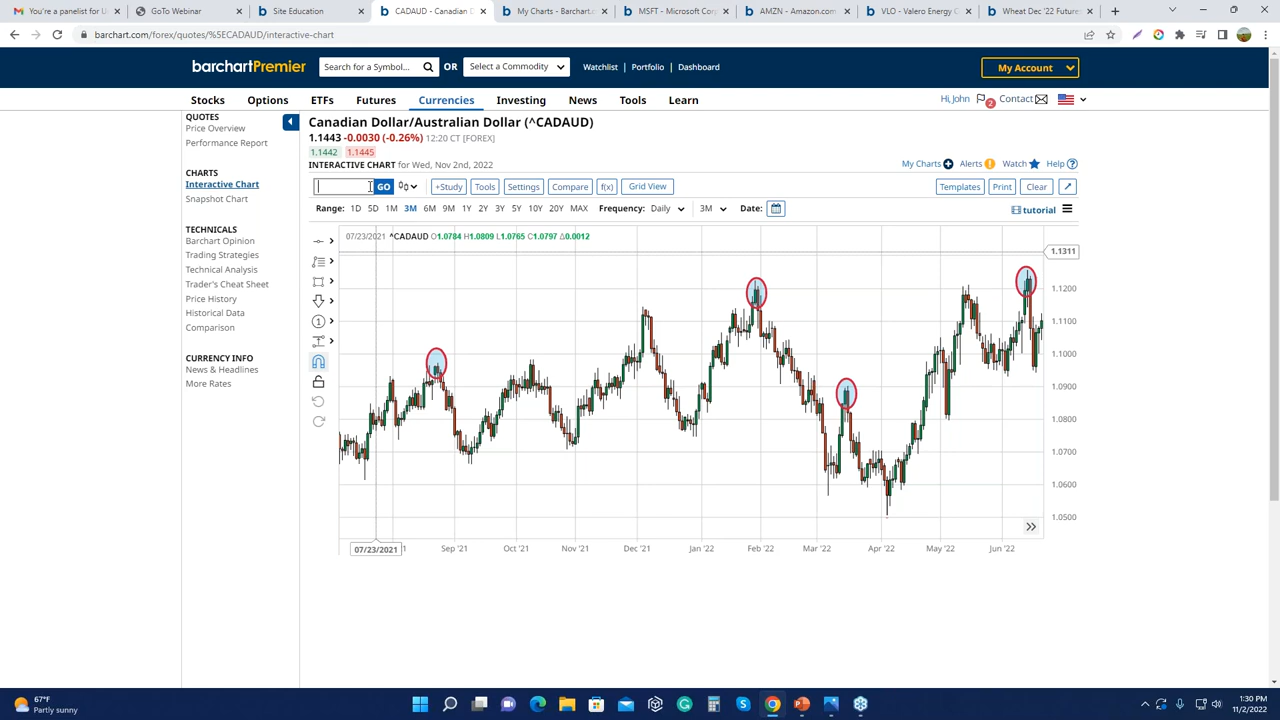 You're a panelist for U
GoTo Webinar
Site Education
CADAUD - Canadian D
My Charts - Barchart.co
MSFT - Microsoft Corp
AMZN - Amazon.com
VLO - Valero Energy C
Wheat Dec '22 Futures
barchart.com/forex/quotes/%5ECADAUD/interactive-chart
barchartPremier
Search for a Symbol...
OR
Select a Commodity
Watchlist
Portfolio
Dashboard
My Account
Stocks
Options
ETFs
Futures
Currencies
Investing
News
Tools
Learn
Hi, John
2
Contact
QUOTES
Price Overview
Performance Report
CHARTS
Interactive Chart
Snapshot Chart
TECHNICALS
Barchart Opinion
Trading Strategies
Technical Analysis
Trader's Cheat Sheet
Price History
Historical Data
Comparison
CURRENCY INFO
News & Headlines
More Rates
Canadian Dollar/Australian Dollar (^CADAUD)
1.1443 -0.0030 (-0.26%) 12:20 CT [FOREX]
1.1442 1.1445
INTERACTIVE CHART for Wed, Nov 2nd, 2022
My Charts
Alerts
Watch
Help
GO
+Study
Tools
Settings
Compare
f(x)
Grid View
Templates
Print
Clear
Range: 1D 5D 1M 3M 6M 9M 1Y 2Y 3Y 5Y 10Y 20Y MAX Frequency: Daily 3M Date:
tutorial
07/23/2021 ^CADAUD O1.0784 H1.0809 L1.0765 C1.0797 Δ0.0012
1.1311
1.1200
1.1100
1.1000
1.0900
1.0800
1.0700
1.0600
1.0500
07/23/2021
1
Sep '21
Oct '21
Nov '21
Dec '21
Jan '22
Feb '22
Mar '22
Apr '22
May '22
Jun '22
67°F
Partly sunny
1:30 PM
11/2/2022